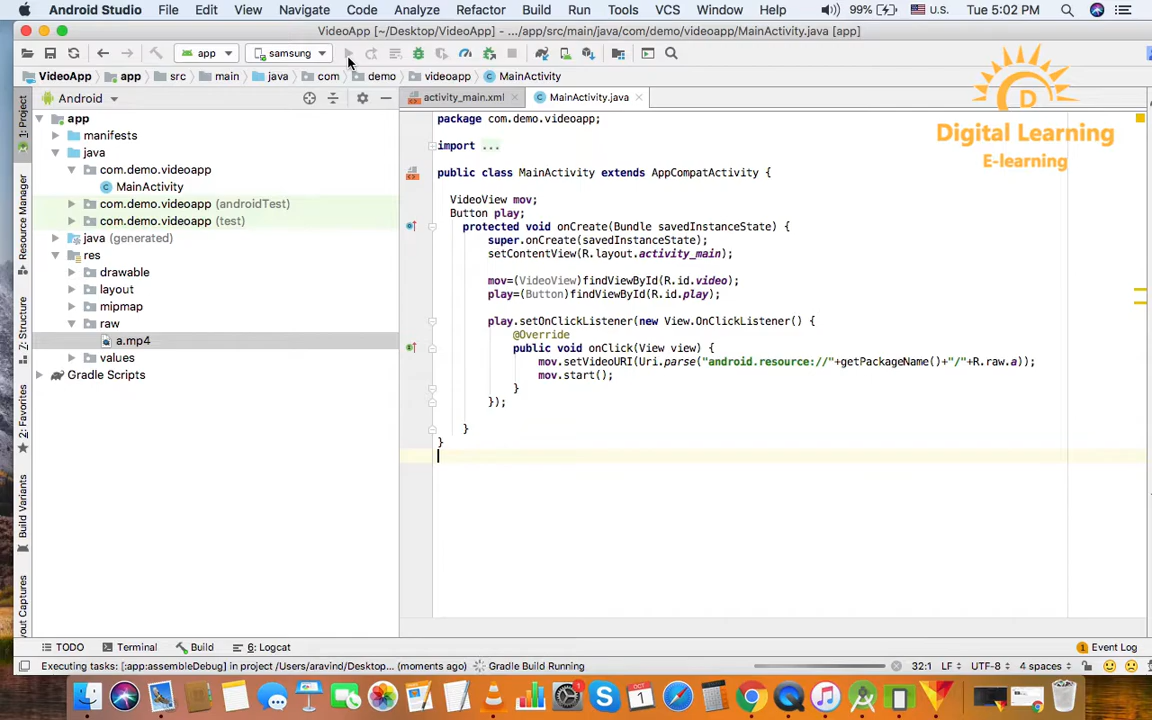 Android Studio File Edit View Navigate Code Analyze Refactor Build Run Tools VCS Window Help 99% U.S. Tue 5:02 PM
VideoApp [~/Desktop/VideoApp] - .../app/src/main/java/com/demo/videoapp/MainActivity.java [app]
app samsung
VideoApp app src main java com demo videoapp MainActivity
Android activity_main.xml MainActivity.java
Digital Learning
E-learning
1: Project
Resource Manager
7: Structure
2: Favorites
Build Variants
yout Captures
app
manifests
java
com.demo.videoapp
MainActivity
com.demo.videoapp (androidTest)
com.demo.videoapp (test)
java (generated)
res
drawable
layout
mipmap
raw
a.mp4
values
Gradle Scripts
package com.demo.videoapp;
import ...
public class MainActivity extends AppCompatActivity {
VideoView mov;
Button play;
protected void onCreate(Bundle savedInstanceState) {
super.onCreate(savedInstanceState);
setContentView(R.layout.activity_main);
mov=(VideoView)findViewById(R.id.video);
play=(Button)findViewById(R.id.play);
play.setOnClickListener(new View.OnClickListener() {
@Override
public void onClick(View view) {
mov.setVideoURI(Uri.parse("android.resource://"+getPackageName()+"/"+R.raw.a));
mov.start();
}
});
}
}
TODO Terminal Build 6: Logcat Event Log
Executing tasks: [:app:assembleDebug] in project /Users/aravind/Desktop... (moments ago) Gradle Build Running 32:1 LF UTF-8 4 spaces